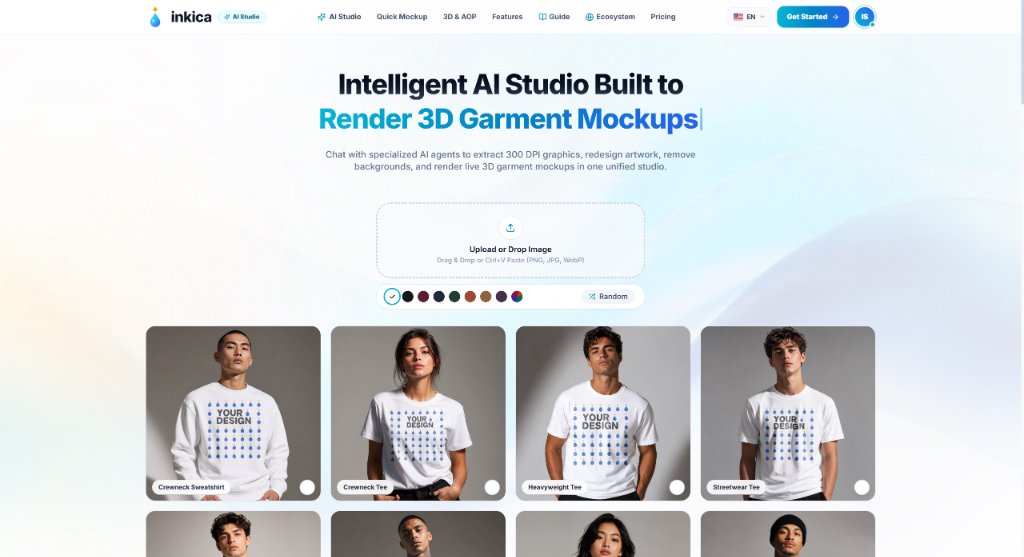 inkica
AI Studio
AI Studio
Quick Mockup
3D & AOP
Features
Guide
Ecosystem
Pricing
EN
Get Started
IS
Intelligent AI Studio Built to
Render 3D Garment Mockups
Chat with specialized AI agents to extract 300 DPI graphics, redesign artwork, remove
backgrounds, and render live 3D garment mockups in one unified studio.
Upload or Drop Image
Drag & Drop or Ctrl+V Paste (PNG, JPG, WebP)
Random
YOUR
DESIGN
Crewneck Sweatshirt
YOUR
DESIGN
Crewneck Tee
YOUR
DESIGN
Heavyweight Tee
YOUR
DESIGN
Streetwear Tee